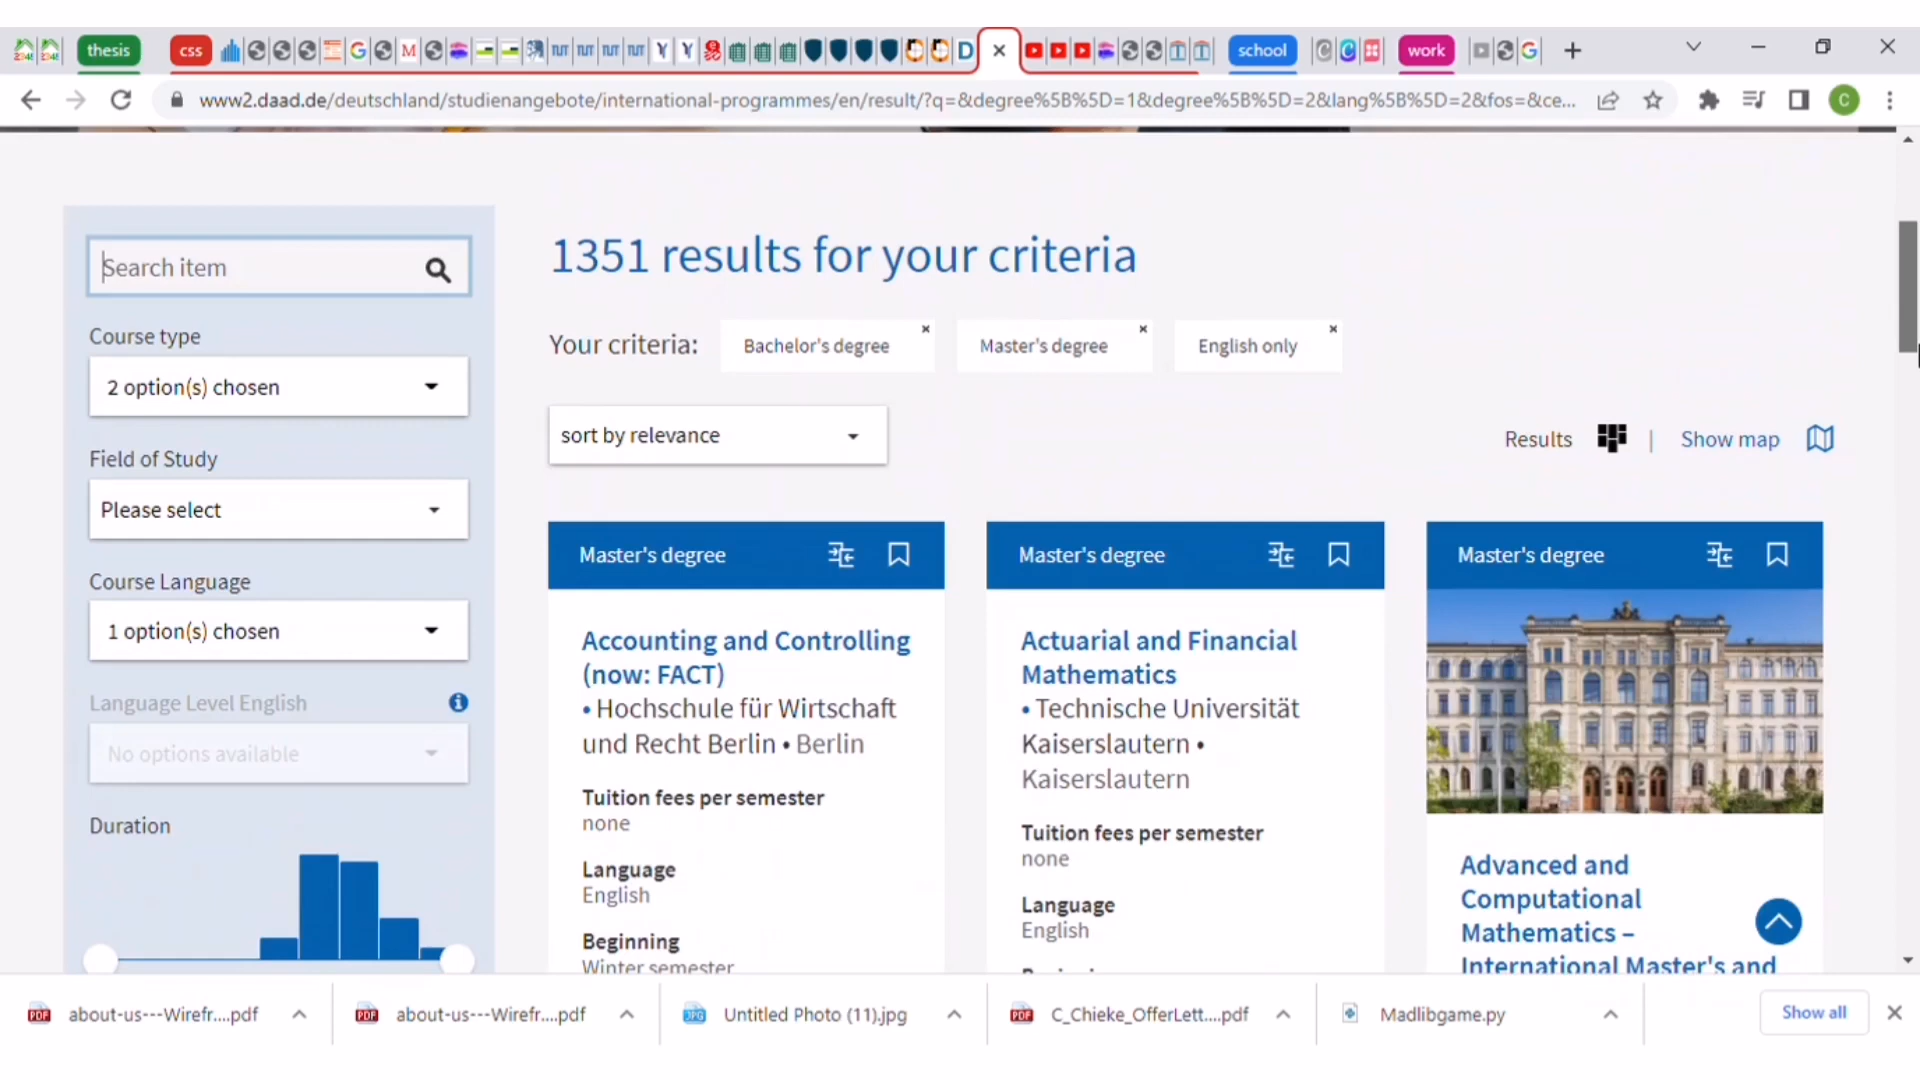 thesis
css
school
work
www2.daad.de/deutschland/studienangebote/international-programmes/en/result/?q=&degree%5B%5D=1&degree%5B%5D=2&lang%5B%5D=2&fos=&ce...
C
Search item
Course type
2 option(s) chosen
Field of Study
Please select
Course Language
1 option(s) chosen
Language Level English
No options available
Duration
1351 results for your criteria
Your criteria:
Bachelor's degree
Master's degree
English only
sort by relevance
Results | Show map
Master's degree
Accounting and Controlling
(now: FACT)
• Hochschule für Wirtschaft
und Recht Berlin • Berlin
Tuition fees per semester
none
Language
English
Beginning
Winter semester
Master's degree
Actuarial and Financial
Mathematics
• Technische Universität
Kaiserslautern •
Kaiserslautern
Tuition fees per semester
none
Language
English
Master's degree
Advanced and
Computational
Mathematics –
International Master's and
about-us---Wirefr....pdf
about-us---Wirefr....pdf
Untitled Photo (11).jpg
C_Chieke_OfferLett....pdf
Madlibgame.py
Show all